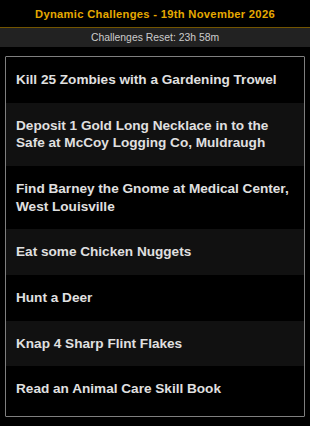 Dynamic Challenges - 19th November 2026
Challenges Reset: 23h 58m
Kill 25 Zombies with a Gardening Trowel
Deposit 1 Gold Long Necklace in to the
Safe at McCoy Logging Co, Muldraugh
Find Barney the Gnome at Medical Center,
West Louisville
Eat some Chicken Nuggets
Hunt a Deer
Knap 4 Sharp Flint Flakes
Read an Animal Care Skill Book